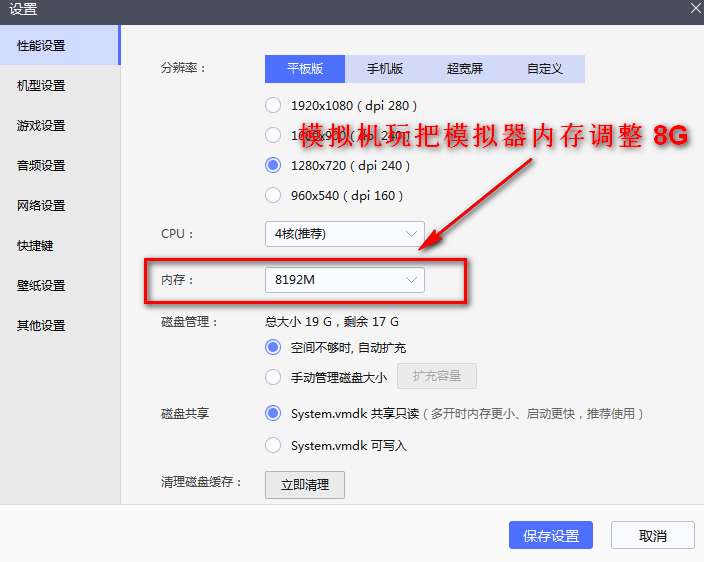 设置
性能设置
机型设置
游戏设置
音频设置
网络设置
快捷键
壁纸设置
其他设置
分辨率：
平板版 手机版 超宽屏 自定义
1920x1080 ( dpi 280 )
1600x900 ( dpi 240 )
模拟机玩把模拟器内存调整 8G
1280x720 ( dpi 240 )
960x540 ( dpi 160 )
CPU： 4核(推荐)
内存： 8192M
磁盘管理： 总大小 19 G，剩余 17 G
空间不够时, 自动扩充
手动管理磁盘大小 扩充容量
磁盘共享 System.vmdk 共享只读（多开时内存更小、启动更快，推荐使用）
System.vmdk 可写入
清理磁盘缓存： 立即清理
保存设置 取消